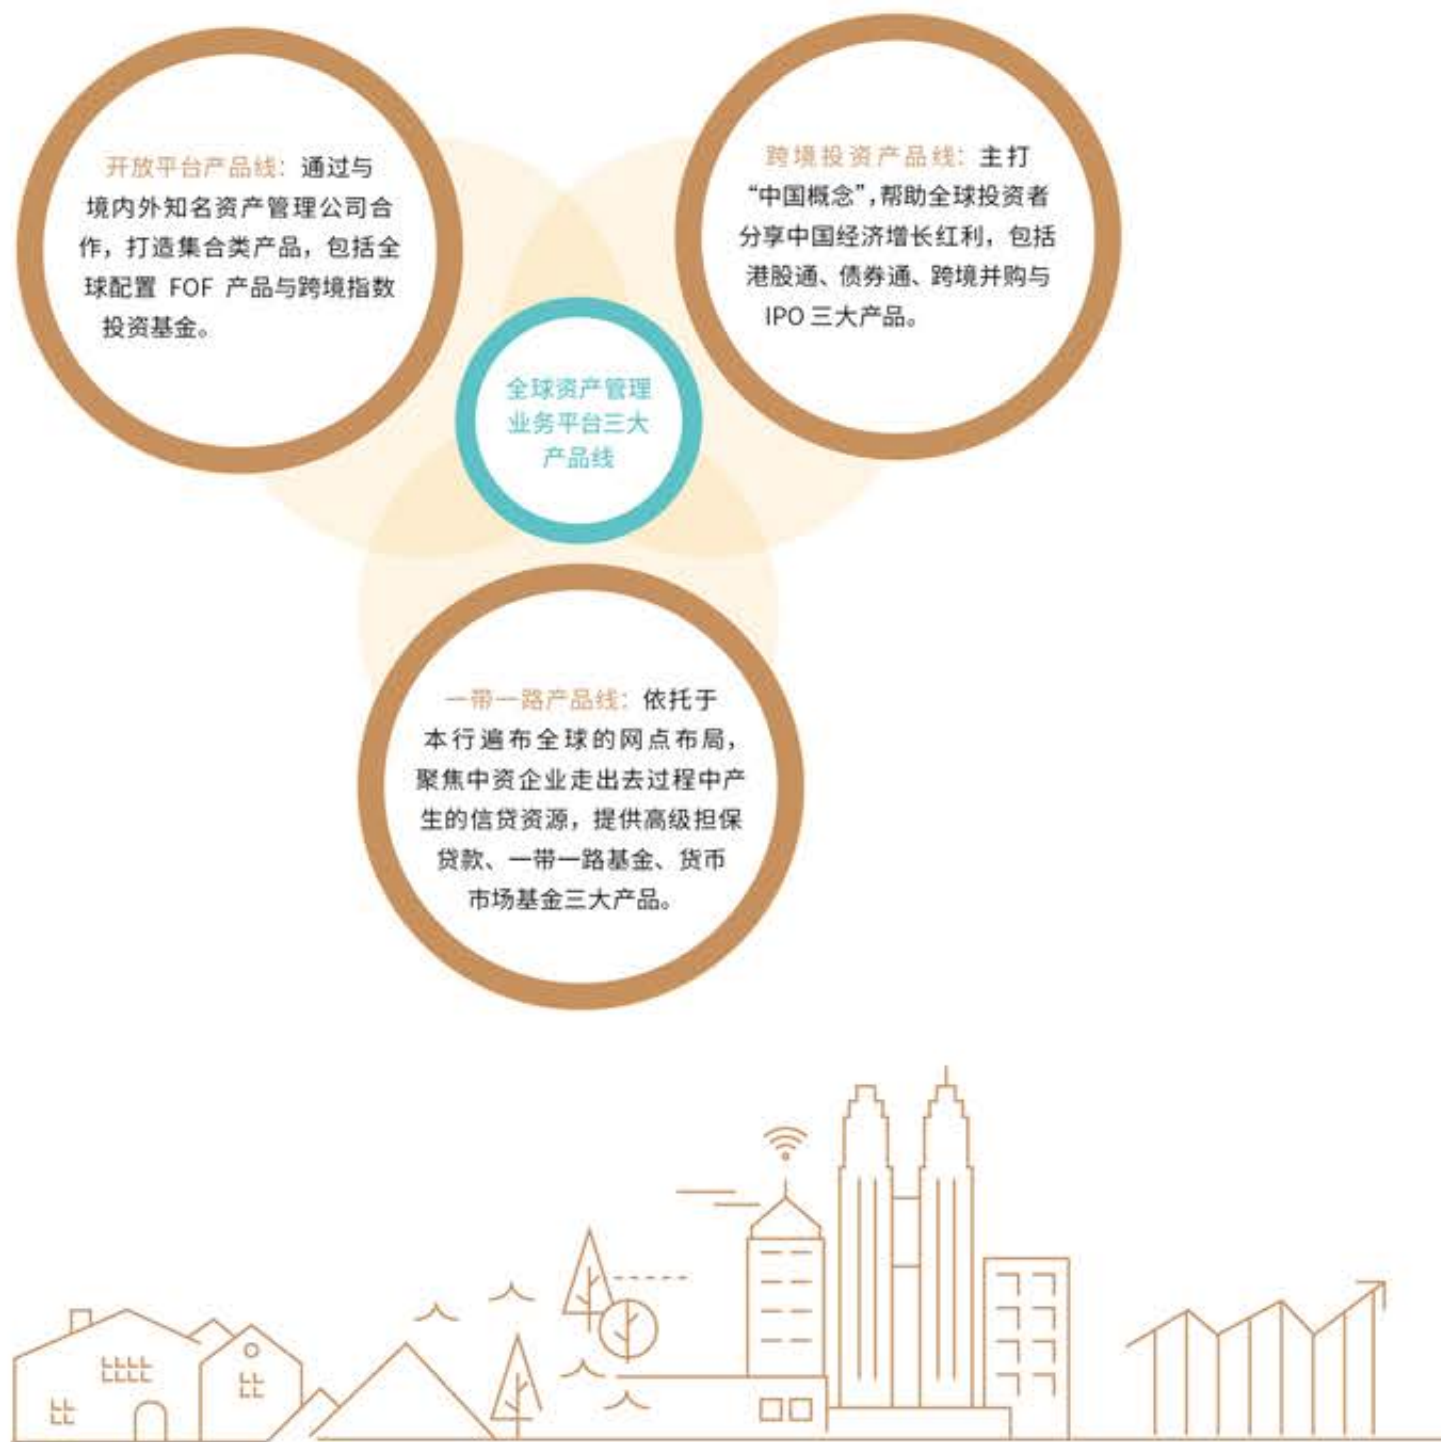 开放平台产品线：通过与
境内外知名资产管理公司合
作，打造集合类产品，包括全
球配置 FOF 产品与跨境指数
投资基金。
跨境投资产品线：主打
“中国概念”，帮助全球投资者
分享中国经济增长红利，包括
港股通、债券通、跨境并购与
IPO 三大产品。
全球资产管理
业务平台三大
产品线
一带一路产品线：依托于
本行遍布全球的网点布局，
聚焦中资企业走出去过程中产
生的信贷资源，提供高级担保
贷款、一带一路基金、货币
市场基金三大产品。